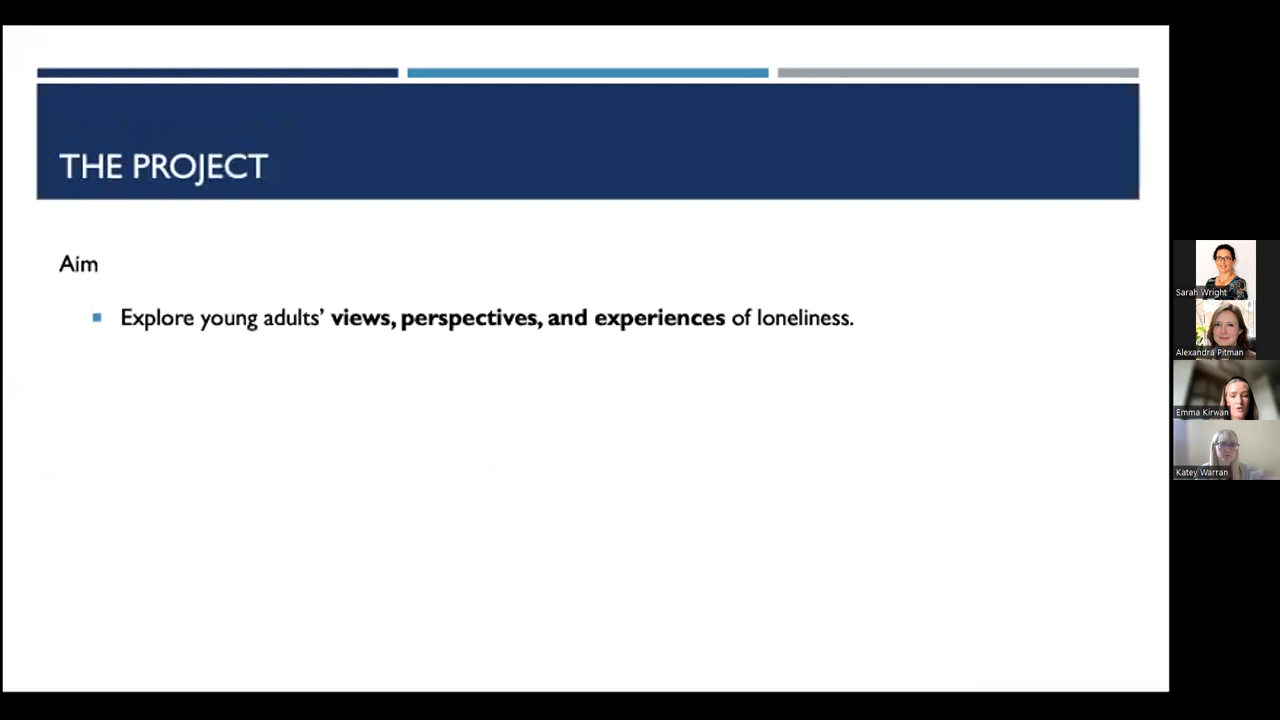 THE PROJECT
Aim
Explore young adults’ views, perspectives, and experiences of loneliness.
Sarah Wright
Alexandra Pitman
Emma Kirwan
Katey Warran